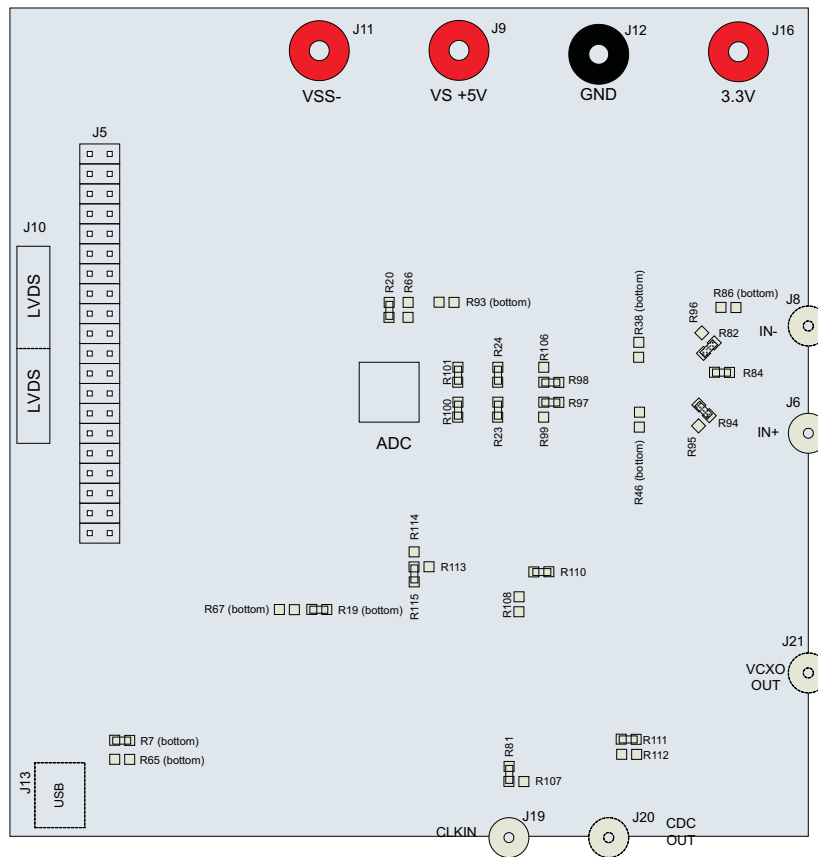 J11
J9
J12
J16
VSS-
VS +5V
GND
3.3V
J5
J10
LVDS
LVDS
R20
R66
R93 (bottom)
R38 (bottom)
R86 (bottom)
J8
R96
R82
IN-
R101
R24
R106
R98
R84
R100
R23
R97
R99
J6
R94
IN+
R95
R46 (bottom)
ADC
R114
R113
R115
R110
R108
R67 (bottom)
R19 (bottom)
J21
VCXO
OUT
R7 (bottom)
R65 (bottom)
R81
R107
R111
R112
J13
USB
CLKIN
J19
J20
CDC
OUT